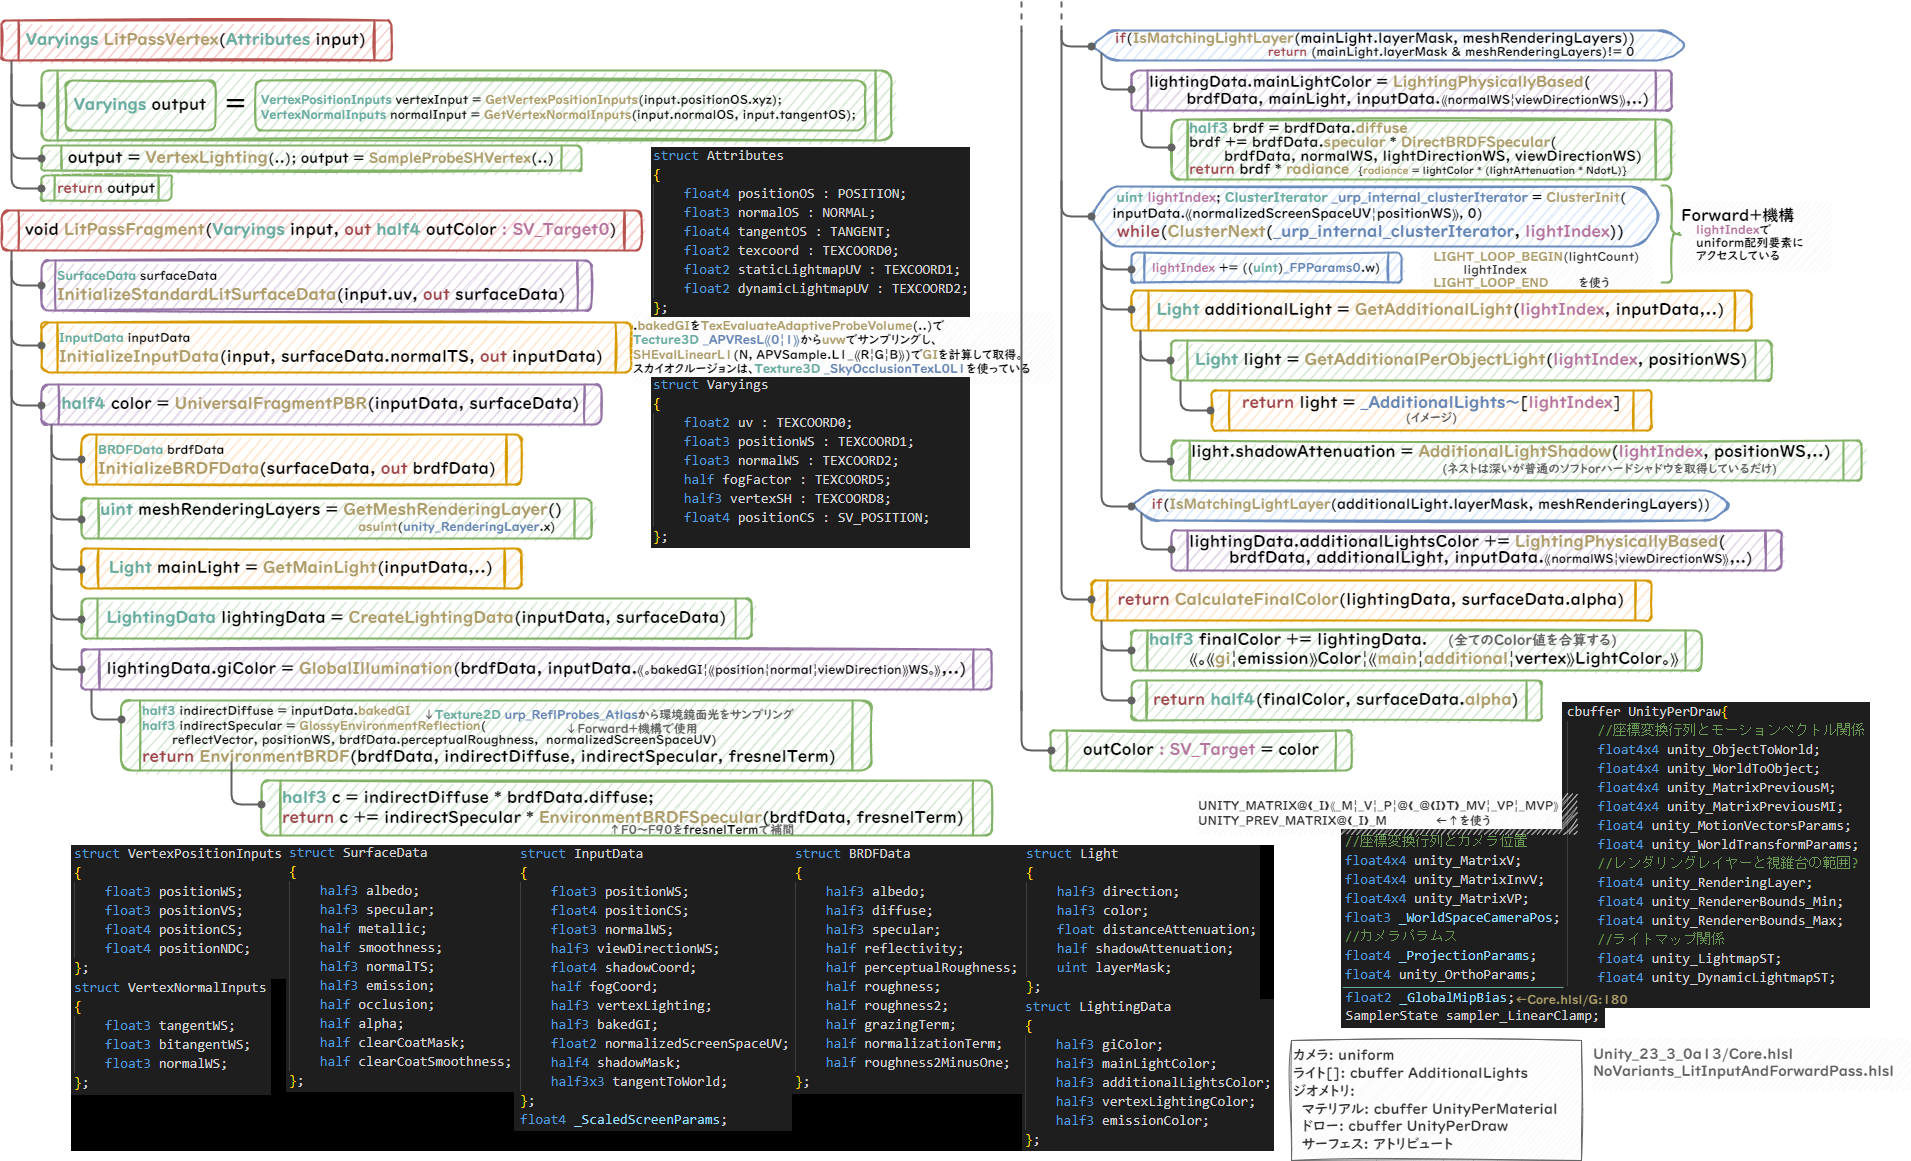 Varyings LitPassVertex(Attributes input)
Varyings output = VertexPositionInputs vertexInput = GetVertexPositionInputs(input.positionOS.xyz);
VertexNormalInputs normalInput = GetVertexNormalInputs(input.normalOS, input.tangentOS);
output = VertexLighting(..); output = SampleProbeSHVertex(..)
return output
void LitPassFragment(Varyings input, out half4 outColor : SV_Target0)
SurfaceData surfaceData
InitializeStandardLitSurfaceData(input.uv, out surfaceData)
InputData inputData
InitializeInputData(input, surfaceData.normalTS, out inputData)
.bakedGIをTexEvaluateAdaptiveProbeVolume(..)で
Tecture3D _APVResL⟪0¦1⟫からuvwでサンプリングし、
SHEvalLinearL1(N, APVSample.L1_⟪R¦G¦B⟫)でGIを計算して取得。
スカイオクルージョンは、Texture3D _SkyOcclusionTexL0L1を使っている
half4 color = UniversalFragmentPBR(inputData, surfaceData)
BRDFData brdfData
InitializeBRDFData(surfaceData, out brdfData)
uint meshRenderingLayers = GetMeshRenderingLayer()
asuint(unity_RenderingLayer.x)
Light mainLight = GetMainLight(inputData,..)
LightingData lightingData = CreateLightingData(inputData, surfaceData)
lightingData.giColor = GlobalIllumination(brdfData, inputData.⟪｡bakedGI¦⟪position¦normal¦viewDirection⟫WS｡⟫,..)
half3 indirectDiffuse = inputData.bakedGI ↓Texture2D urp_ReflProbes_Atlasから環境鏡面光をサンプリング
half3 indirectSpecular = GlossyEnvironmentReflection( ↓Forward+機構で使用
reflectVector, positionWS, brdfData.perceptualRoughness, normalizedScreenSpaceUV)
return EnvironmentBRDF(brdfData, indirectDiffuse, indirectSpecular, fresnelTerm)
half3 c = indirectDiffuse * brdfData.diffuse;
return c += indirectSpecular * EnvironmentBRDFSpecular(brdfData, fresnelTerm)
↑F0～F90をfresnelTermで補間
struct Attributes
{
float4 positionOS : POSITION;
float3 normalOS : NORMAL;
float4 tangentOS : TANGENT;
float2 texcoord : TEXCOORD0;
float2 staticLightmapUV : TEXCOORD1;
float2 dynamicLightmapUV : TEXCOORD2;
};
struct Varyings
{
float2 uv : TEXCOORD0;
float3 positionWS : TEXCOORD1;
float3 normalWS : TEXCOORD2;
half fogFactor : TEXCOORD5;
half3 vertexSH : TEXCOORD8;
float4 positionCS : SV_POSITION;
};
if(IsMatchingLightLayer(mainLight.layerMask, meshRenderingLayers))
return (mainLight.layerMask & meshRenderingLayers)!= 0
lightingData.mainLightColor = LightingPhysicallyBased(
brdfData, mainLight, inputData.⟪normalWS¦viewDirectionWS⟫,..)
half3 brdf = brdfData.diffuse
brdf += brdfData.specular * DirectBRDFSpecular(
brdfData, normalWS, lightDirectionWS, viewDirectionWS)
return brdf * radiance {radiance = lightColor * (lightAttenuation * NdotL)}
uint lightIndex; ClusterIterator _urp_internal_clusterIterator = ClusterInit(
inputData.⟪normalizedScreenSpaceUV¦positionWS⟫, 0)
while(ClusterNext(_urp_internal_clusterIterator, lightIndex))
Forward+機構
lightIndexで
uniform配列要素に
アクセスしている
lightIndex += ((uint)_FPParams0.w)
LIGHT_LOOP_BEGIN(lightCount)
lightIndex
LIGHT_LOOP_END を使う
Light additionalLight = GetAdditionalLight(lightIndex, inputData,..)
Light light = GetAdditionalPerObjectLight(lightIndex, positionWS)
return light = _AdditionalLights～[lightIndex]
(イメージ)
light.shadowAttenuation = AdditionalLightShadow(lightIndex, positionWS,..)
(ネストは深いが普通のソフトorハードシャドウを取得しているだけ)
if(IsMatchingLightLayer(additionalLight.layerMask, meshRenderingLayers))
lightingData.additionalLightsColor += LightingPhysicallyBased(
brdfData, additionalLight, inputData.⟪normalWS¦viewDirectionWS⟫,..)
return CalculateFinalColor(lightingData, surfaceData.alpha)
half3 finalColor += lightingData. (全てのColor値を合算する)
⟪｡⟪gi¦emission⟫Color¦⟪main¦additional¦vertex⟫LightColor｡⟫
return half4(finalColor, surfaceData.alpha)
outColor : SV_Target = color
UNITY_MATRIX@❪_I❫⟪_M¦_V¦_P¦@❪_@❪I❫T❫_MV¦_VP¦_MVP⟫
UNITY_PREV_MATRIX@❪_I❫_M ←↑を使う
cbuffer UnityPerDraw{
//座標変換行列とモーションベクトル関係
float4x4 unity_ObjectToWorld;
float4x4 unity_WorldToObject;
float4x4 unity_MatrixPreviousM;
float4x4 unity_MatrixPreviousMI;
float4 unity_MotionVectorsParams;
float4 unity_WorldTransformParams;
//レンダリングレイヤーと視錐台の範囲?
float4 unity_RenderingLayer;
float4 unity_RendererBounds_Min;
float4 unity_RendererBounds_Max;
//ライトマップ関係
float4 unity_LightmapST;
float4 unity_DynamicLightmapST;
//座標変換行列とカメラ位置
float4x4 unity_MatrixV;
float4x4 unity_MatrixInvV;
float4x4 unity_MatrixVP;
float3 _WorldSpaceCameraPos;
//カメラパラムス
float4 _ProjectionParams;
float4 unity_OrthoParams;
float2 _GlobalMipBias;←Core.hlsl/G:180
SamplerState sampler_LinearClamp;
struct VertexPositionInputs
{
float3 positionWS;
float3 positionVS;
float4 positionCS;
float4 positionNDC;
};
struct VertexNormalInputs
{
float3 tangentWS;
float3 bitangentWS;
float3 normalWS;
};
struct SurfaceData
{
half3 albedo;
half3 specular;
half metallic;
half smoothness;
half3 normalTS;
half3 emission;
half occlusion;
half alpha;
half clearCoatMask;
half clearCoatSmoothness;
};
struct InputData
{
float3 positionWS;
float4 positionCS;
float3 normalWS;
half3 viewDirectionWS;
float4 shadowCoord;
half fogCoord;
half3 vertexLighting;
half3 bakedGI;
float2 normalizedScreenSpaceUV;
half4 shadowMask;
half3x3 tangentToWorld;
};
float4 _ScaledScreenParams;
struct BRDFData
{
half3 albedo;
half3 diffuse;
half3 specular;
half reflectivity;
half perceptualRoughness;
half roughness;
half roughness2;
half grazingTerm;
half normalizationTerm;
half roughness2MinusOne;
};
struct Light
{
half3 direction;
half3 color;
float distanceAttenuation;
half shadowAttenuation;
uint layerMask;
};
struct LightingData
{
half3 giColor;
half3 mainLightColor;
half3 additionalLightsColor;
half3 vertexLightingColor;
half3 emissionColor;
};
カメラ: uniform
ライト[]: cbuffer AdditionalLights
ジオメトリ:
マテリアル: cbuffer UnityPerMaterial
ドロー: cbuffer UnityPerDraw
サーフェス: アトリビュート
Unity_23_3_0a13/Core.hlsl
NoVariants_LitInputAndForwardPass.hlsl